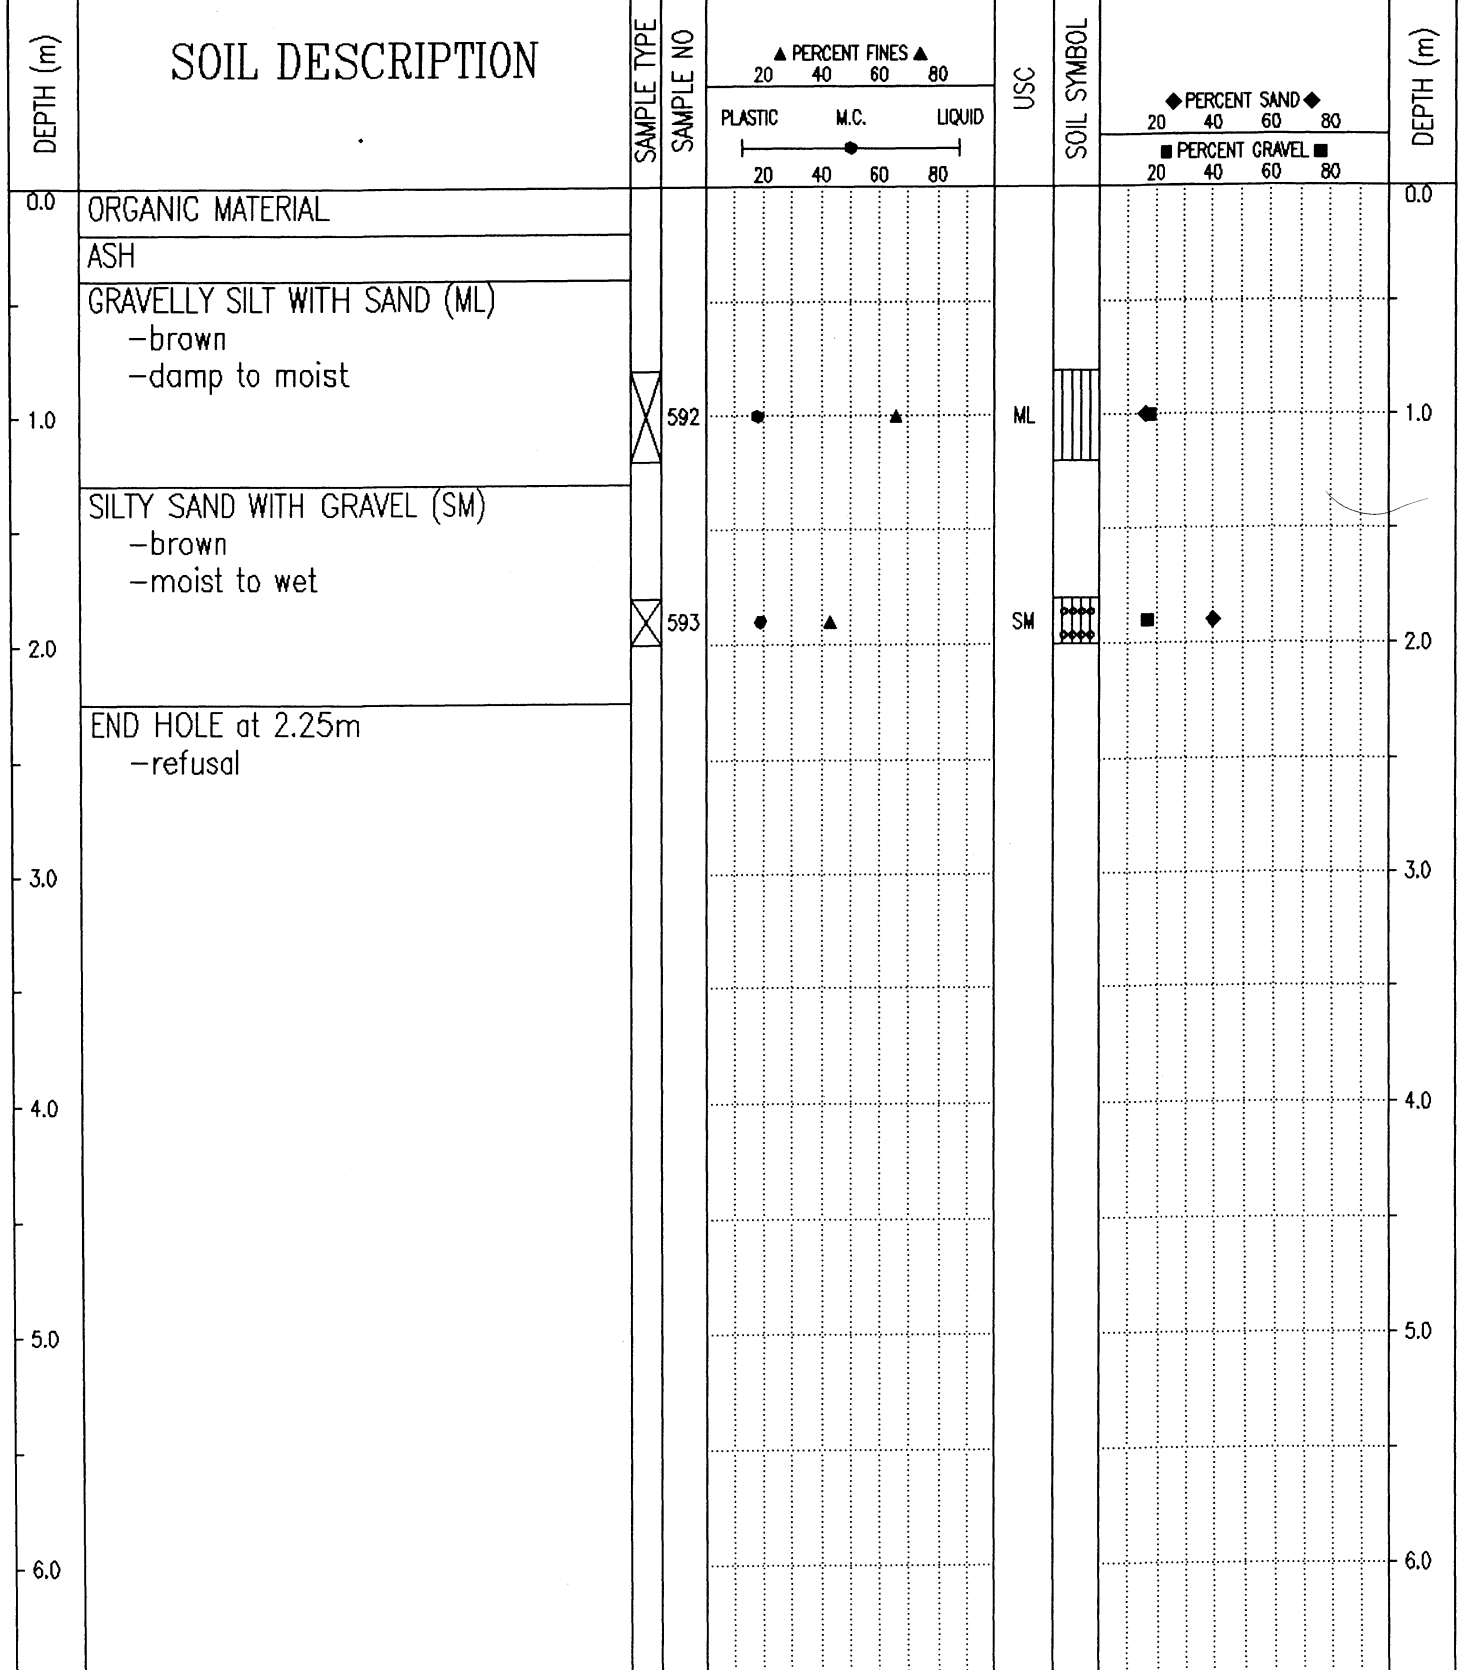 DEPTH (m)
SOIL DESCRIPTION
SAMPLE TYPE
SAMPLE NO
▲ PERCENT FINES ▲
20 40 60 80
PLASTIC M.C. LIQUID
20 40 60 80
USC
SOIL SYMBOL
◆ PERCENT SAND ◆
20 40 60 80
■ PERCENT GRAVEL ■
20 40 60 80
DEPTH (m)
0.0
ORGANIC MATERIAL
0.0
ASH
GRAVELLY SILT WITH SAND (ML)
-brown
-damp to moist
1.0
592
ML
1.0
SILTY SAND WITH GRAVEL (SM)
-brown
-moist to wet
593
SM
2.0
2.0
END HOLE at 2.25m
-refusal
3.0
3.0
4.0
4.0
5.0
5.0
6.0
6.0